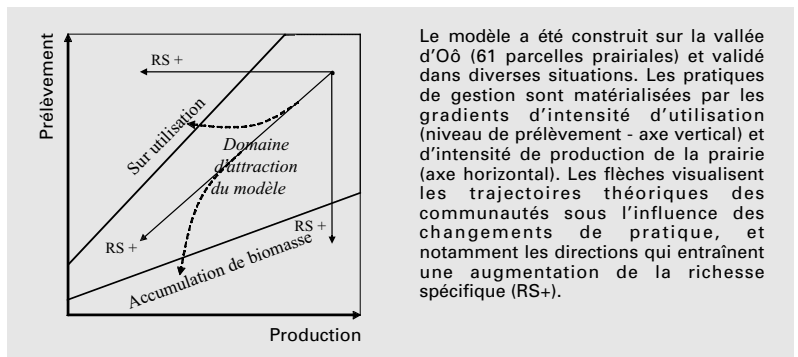 Prélèvement
RS +
Sur utilisation
Domaine
d'attraction
du modèle
RS +
RS +
Accumulation de biomasse
Production
Le modèle a été construit sur la vallée
d'Oô (61 parcelles prairiales) et validé
dans diverses situations. Les pratiques
de gestion sont matérialisées par les
gradients d'intensité d'utilisation
(niveau de prélèvement - axe vertical) et
d'intensité de production de la prairie
(axe horizontal). Les flèches visualisent
les trajectoires théoriques des
communautés sous l'influence des
changements de pratique, et
notamment les directions qui entraînent
une augmentation de la richesse
spécifique (RS+).